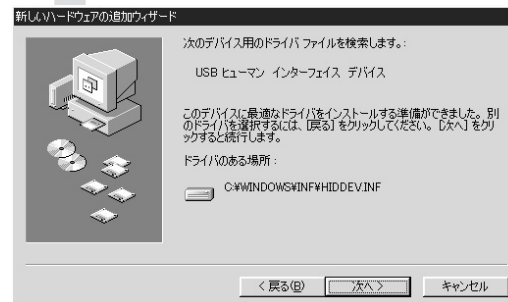 新しいハードウェアの追加ウィザード
次のデバイス用のドライバ ファイルを検索します。:
USB ヒューマン インターフェイス デバイス
このデバイスに最適なドライバをインストールする準備ができました。別
のドライバを選択するには、[戻る] をクリックしてください。[次へ] をクリ
ックすると続行します。
ドライバのある場所 :
C:¥WINDOWS¥INF¥HIDDEV.INF
< 戻る(B)
次へ >
キャンセル